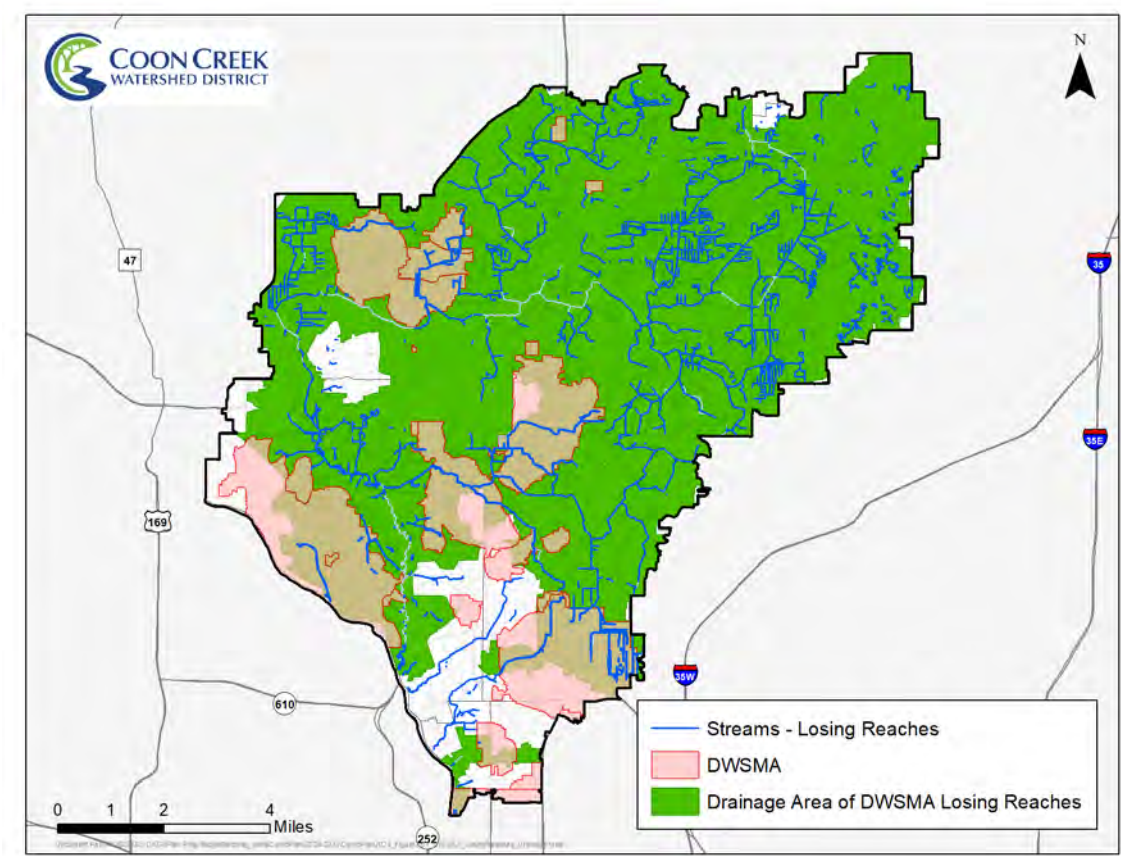 COON CREEK
WATERSHED DISTRICT
N
47
35
35E
169
35W
610
252
Streams - Losing Reaches
DWSMA
Drainage Area of DWSMA Losing Reaches
0 1 2 4
Miles